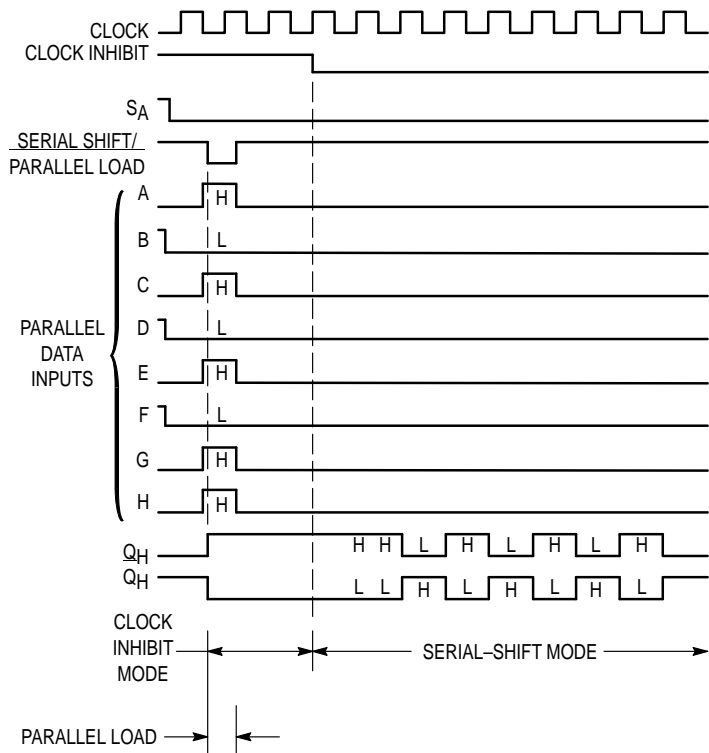 CLOCK
CLOCK INHIBIT
SA
SERIAL SHIFT/
PARALLEL LOAD
A H
B L
C H
D L
E H
F L
G H
H H
PARALLEL
DATA
INPUTS
QH H H L H L H L H
QH L L H L H L H L
CLOCK
INHIBIT
MODE
SERIAL–SHIFT MODE
PARALLEL LOAD